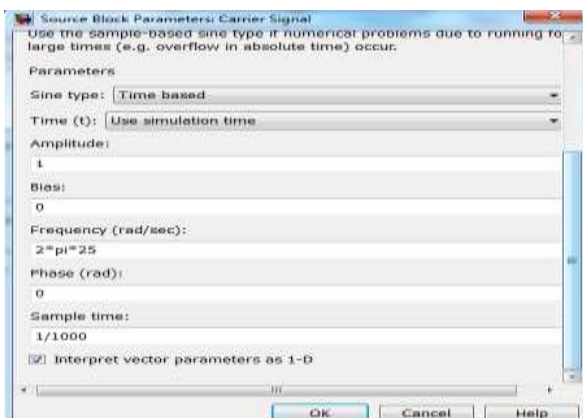 Source Block Parameters: Carrier Signal
Use the sample-based sine type if numerical problems due to running fo
large times (e.g. overflow in absolute time) occur.
Parameters
Sine type: Time based
Time (t): Use simulation time
Amplitude:
1
Bias:
0
Frequency (rad/sec):
2*pi*25
Phase (rad):
0
Sample time:
1/1000
Interpret vector parameters as 1-D
OK Cancel Help